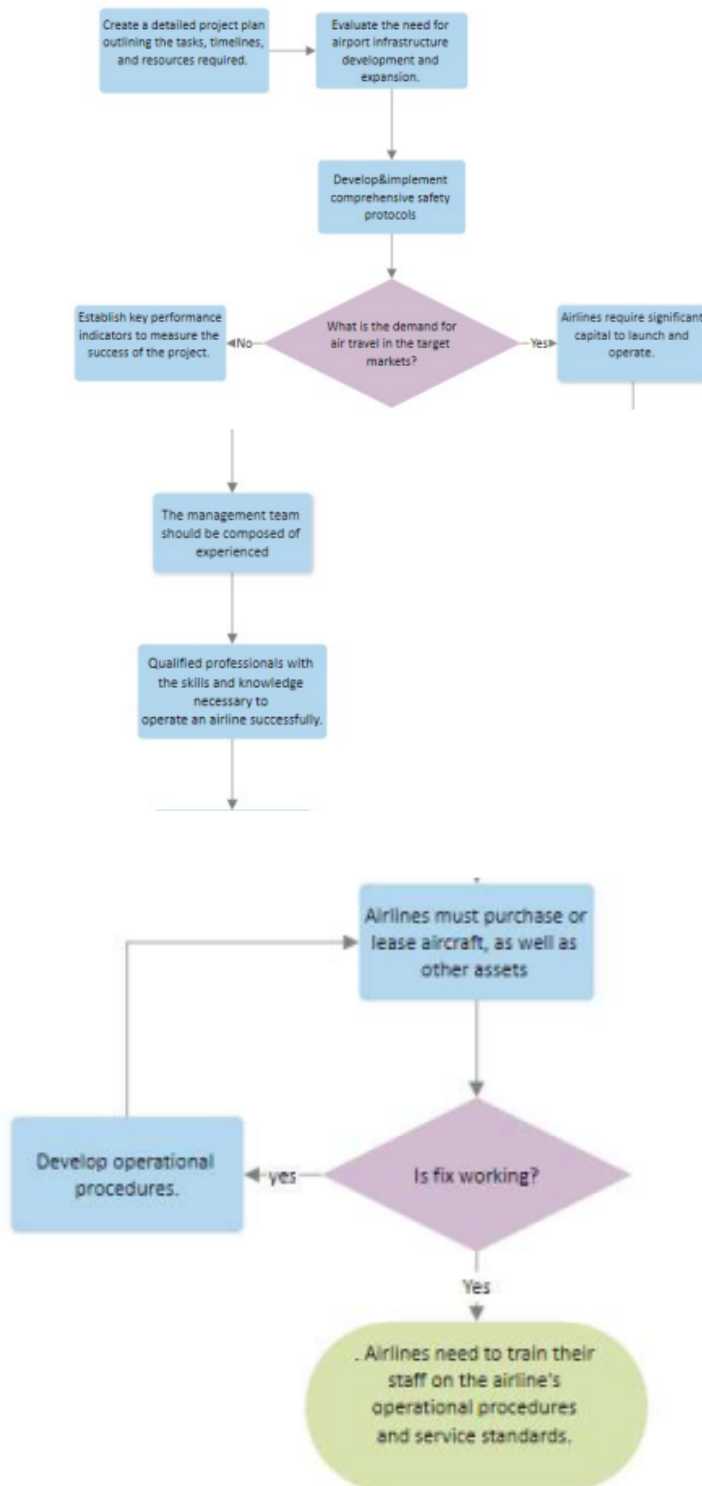 Create a detailed project plan
outlining the tasks, timelines,
and resources required.
Evaluate the need for
airport infrastructure
development and
expansion.
Develop&implement
comprehensive safety
protocols
Establish key performance
indicators to measure the
success of the project.
No
What is the demand for
air travel in the target
markets?
Yes
Airlines require significant
capital to launch and
operate.
The management team
should be composed of
experienced
Qualified professionals with
the skills and knowledge
necessary to
operate an airline successfully.
Airlines must purchase or
lease aircraft, as well as
other assets
Develop operational
procedures.
yes
Is fix working?
Yes
. Airlines need to train their
staff on the airline's
operational procedures
and service standards.